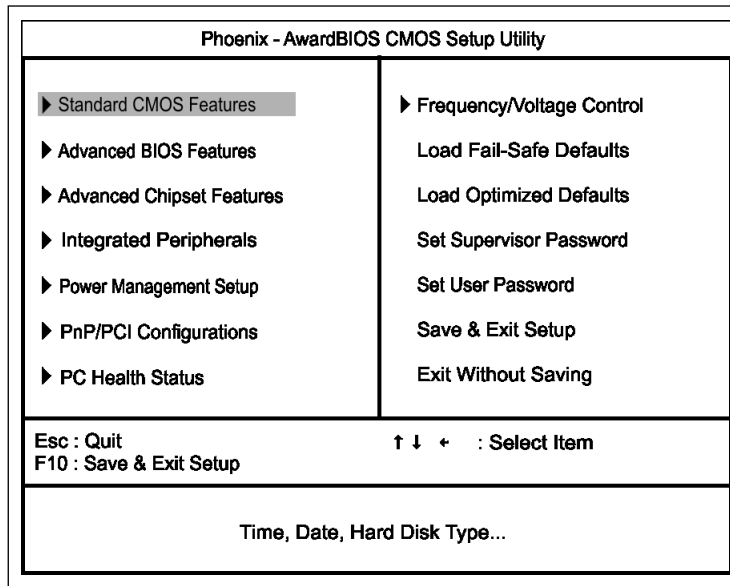 Phoenix - AwardBIOS CMOS Setup Utility
▶ Standard CMOS Features
▶ Advanced BIOS Features
▶ Advanced Chipset Features
▶ Integrated Peripherals
▶ Power Management Setup
▶ PnP/PCI Configurations
▶ PC Health Status
▶ Frequency/Voltage Control
Load Fail-Safe Defaults
Load Optimized Defaults
Set Supervisor Password
Set User Password
Save & Exit Setup
Exit Without Saving
Esc : Quit
F10 : Save & Exit Setup
↑ ↓ ← : Select Item
Time, Date, Hard Disk Type...